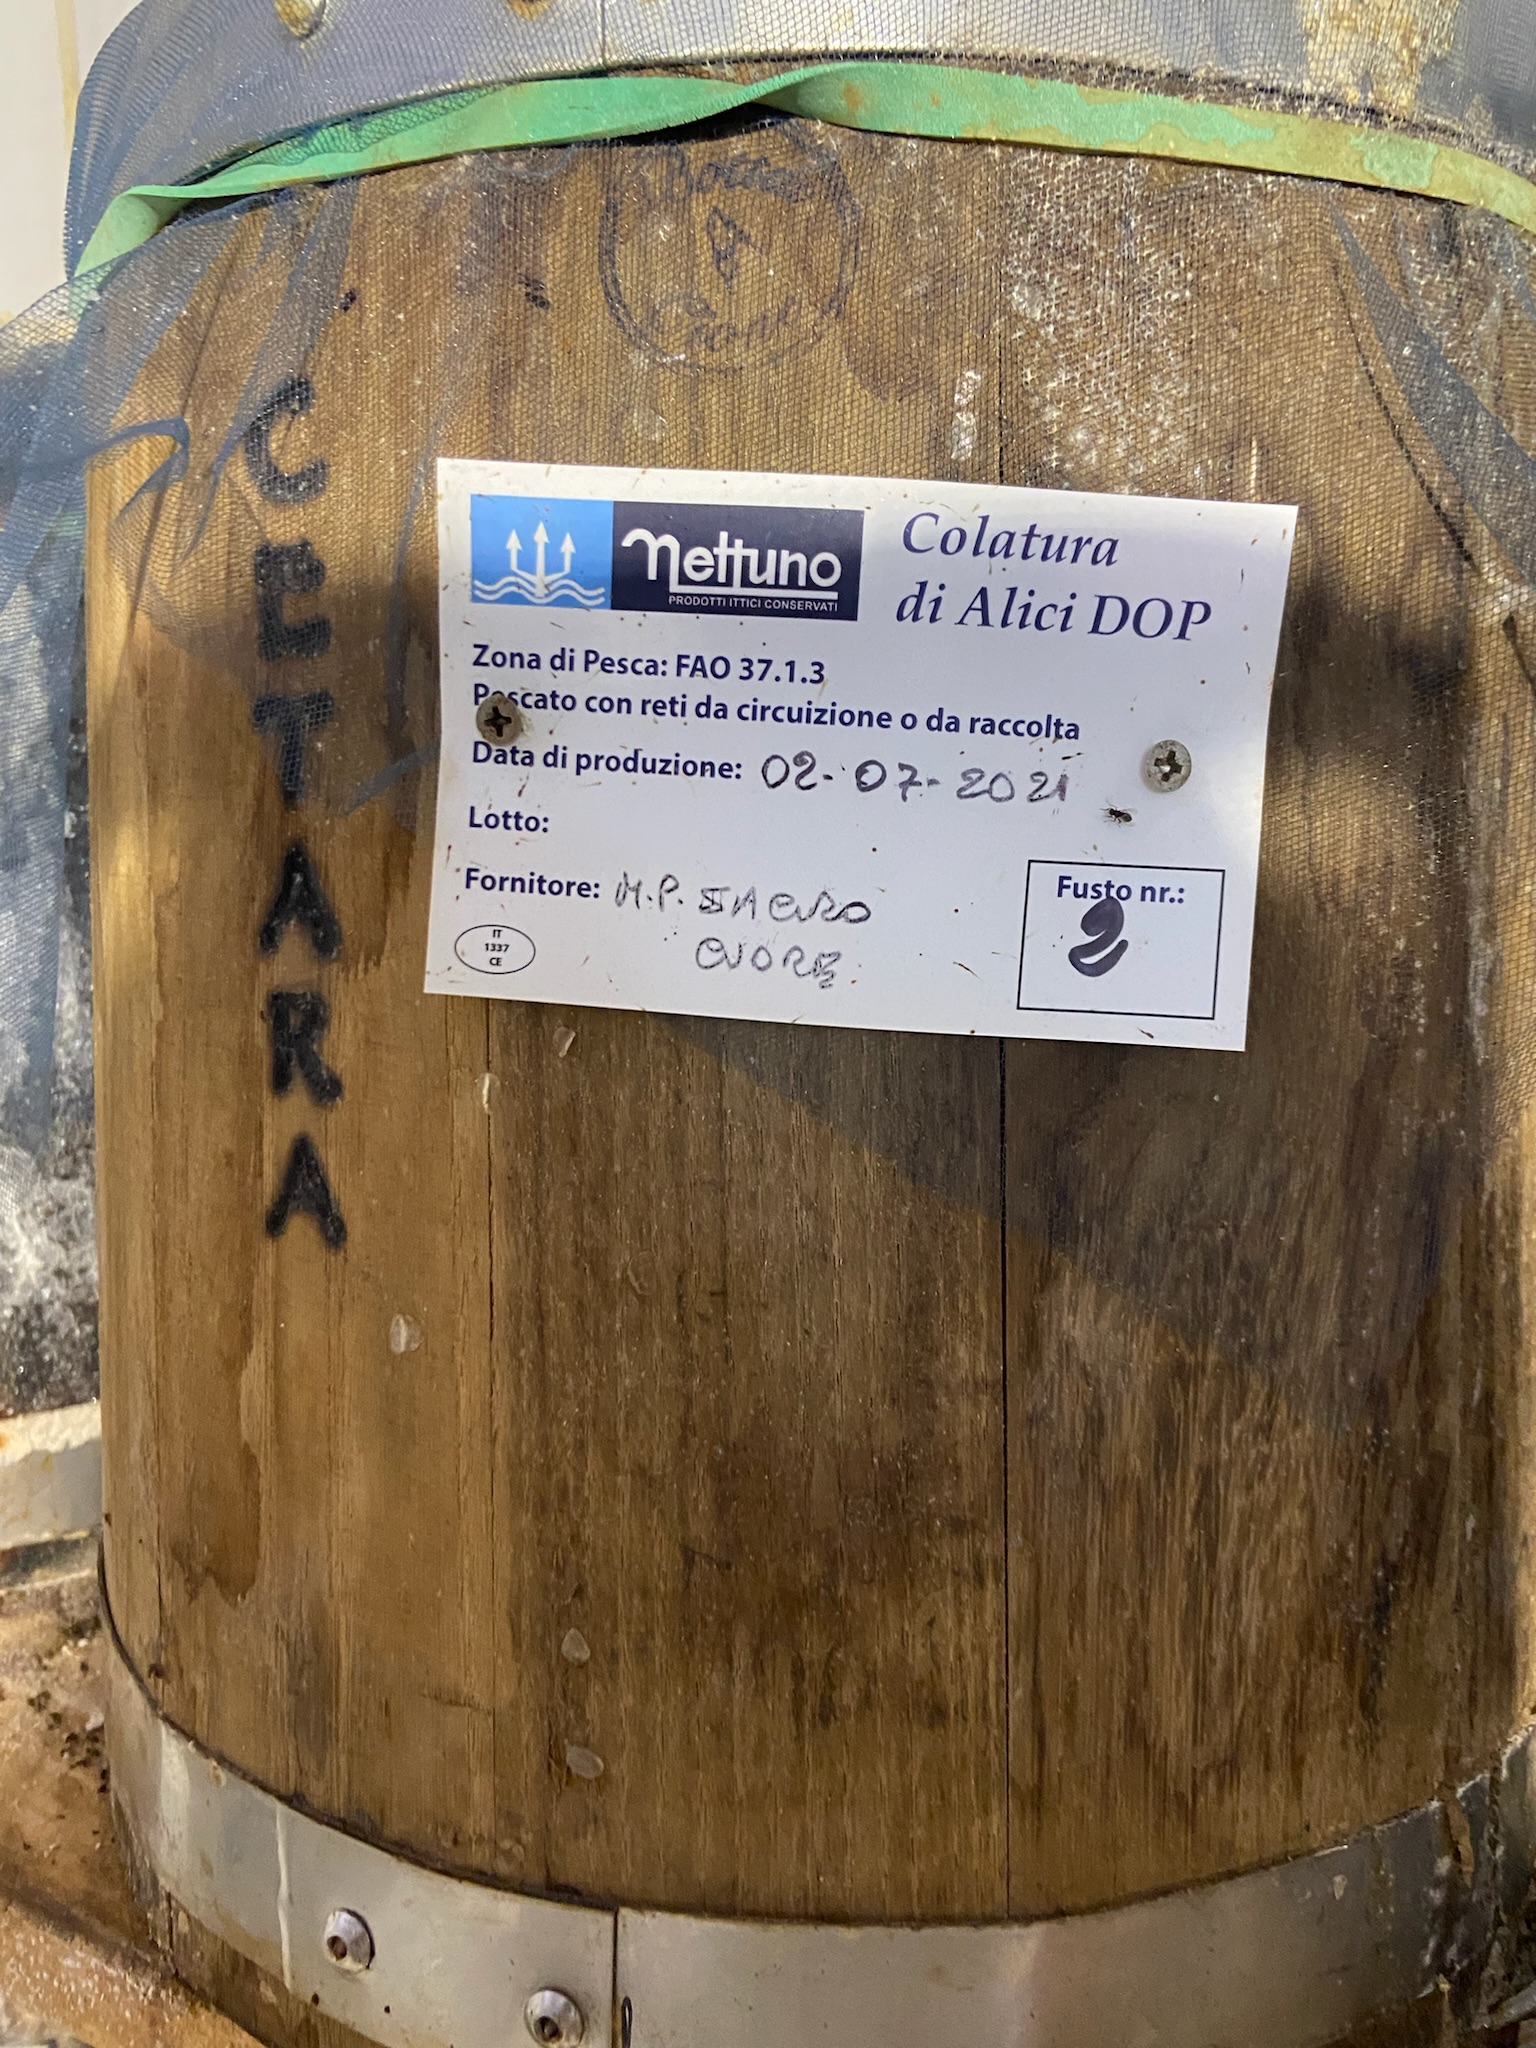 CETARA
nettuno
PRODOTTI ITTICI CONSERVATI
Colatura
di Alici DOP
Zona di Pesca: FAO 37.1.3
Pescato con reti da circuizione o da raccolta
Data di produzione: 02-07-2021
Lotto:
Fornitore: M.P. SACRO
CUORE
IT
1337
CE
Fusto nr.:
2